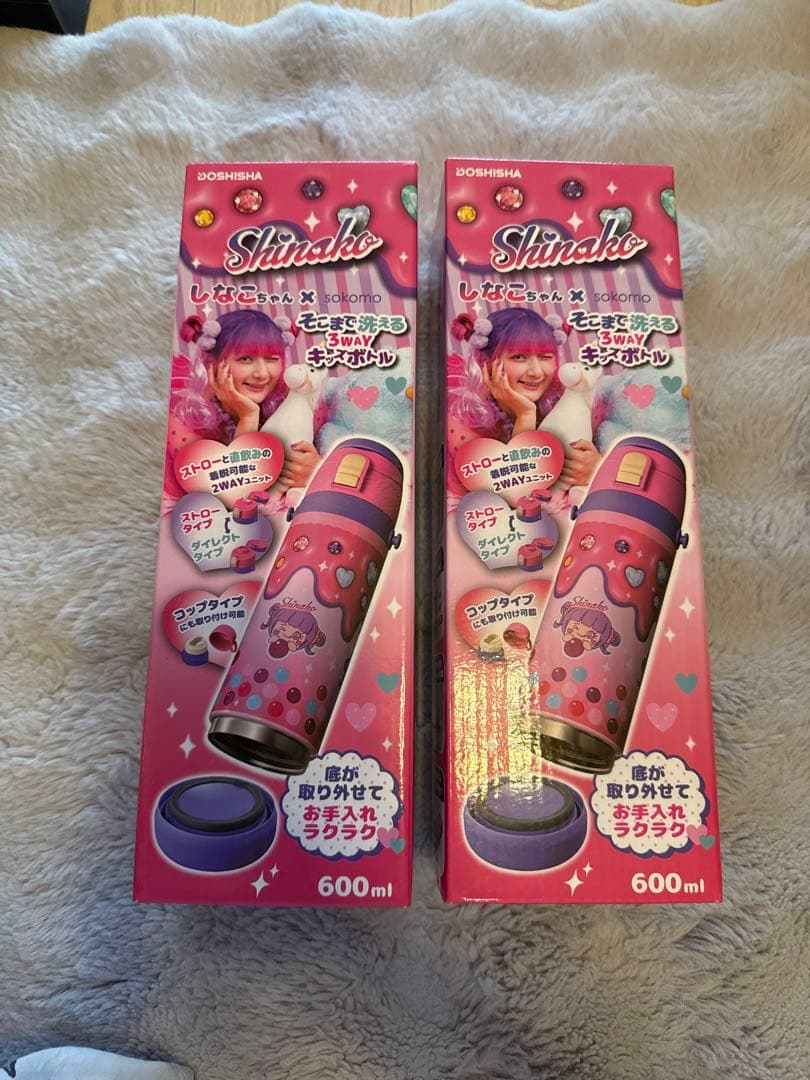 DOSHISHA
Shinako
しなこちゃん × sokomo
そこまで洗える
3WAY
キッズボトル
ストローと直飲みの
着脱可能な
2WAYユニット
ストロー
タイプ
ダイレクト
タイプ
コップタイプ
にも取り付け可能
Shinako
底が
取り外せて
お手入れ
ラクラク
600ml
DOSHISHA
Shinako
しなこちゃん × sokomo
そこまで洗える
3WAY
キッズボトル
ストローと直飲みの
着脱可能な
2WAYユニット
ストロー
タイプ
ダイレクト
タイプ
コップタイプ
にも取り付け可能
Shinako
底が
取り外せて
お手入れ
ラクラク
600ml